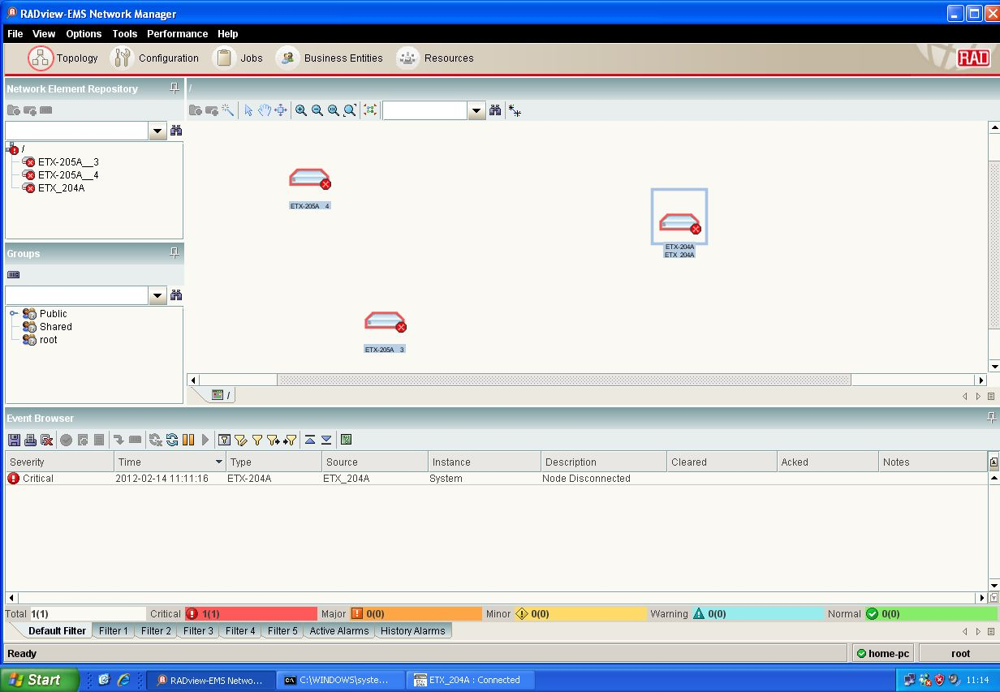 RADview-EMS Network Manager
File View Options Tools Performance Help
Topology Configuration Jobs Business Entities Resources
RAD
Network Element Repository
/
/
ETX-205A__3
ETX-205A__4
ETX_204A
ETX-205A 4
ETX-204A
ETX 204A
ETX-205A 3
/
Groups
Public
Shared
root
Event Browser
Severity Time Type Source Instance Description Cleared Acked Notes
Critical 2012-02-14 11:11:16 ETX-204A ETX_204A System Node Disconnected
Total 1(1) Critical 1(1) Major 0(0) Minor 0(0) Warning 0(0) Normal 0(0)
Default Filter Filter 1 Filter 2 Filter 3 Filter 4 Filter 5 Active Alarms History Alarms
Ready home-pc root
Start RADview-EMS Netwo... C:\WINDOWS\syste... ETX_204A : Connected 11:14